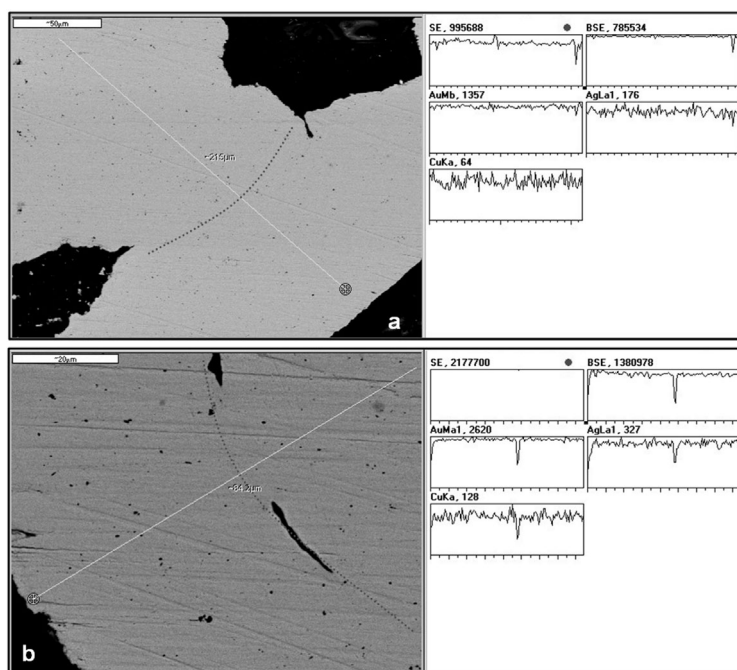 ~50µm
~215µm
a
SE, 995688
BSE, 785534
AuMb, 1357
AgLa1, 176
CuKa, 64
~20µm
~84.2µm
b
SE, 2177700
BSE, 1380978
AuMa1, 2620
AgLa1, 327
CuKa, 128